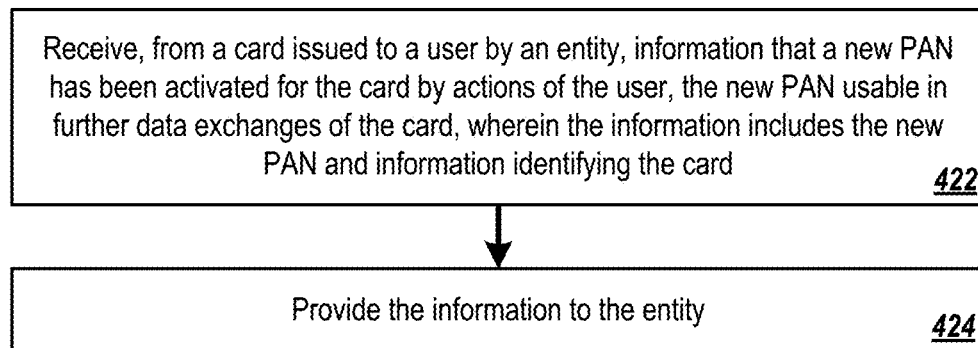 Receive, from a card issued to a user by an entity, information that a new PAN
has been activated for the card by actions of the user, the new PAN usable in
further data exchanges of the card, wherein the information includes the new
PAN and information identifying the card
422
Provide the information to the entity
424